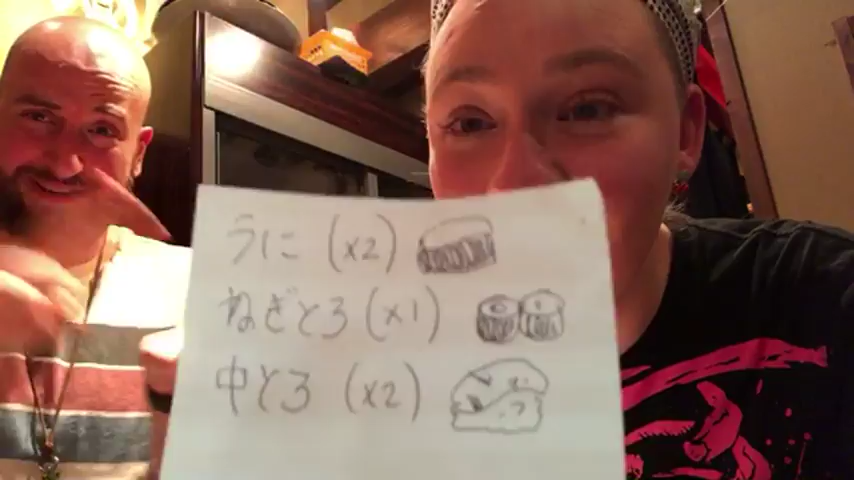 うに (x2)
ねぎとろ (x1)
中とろ (x2)